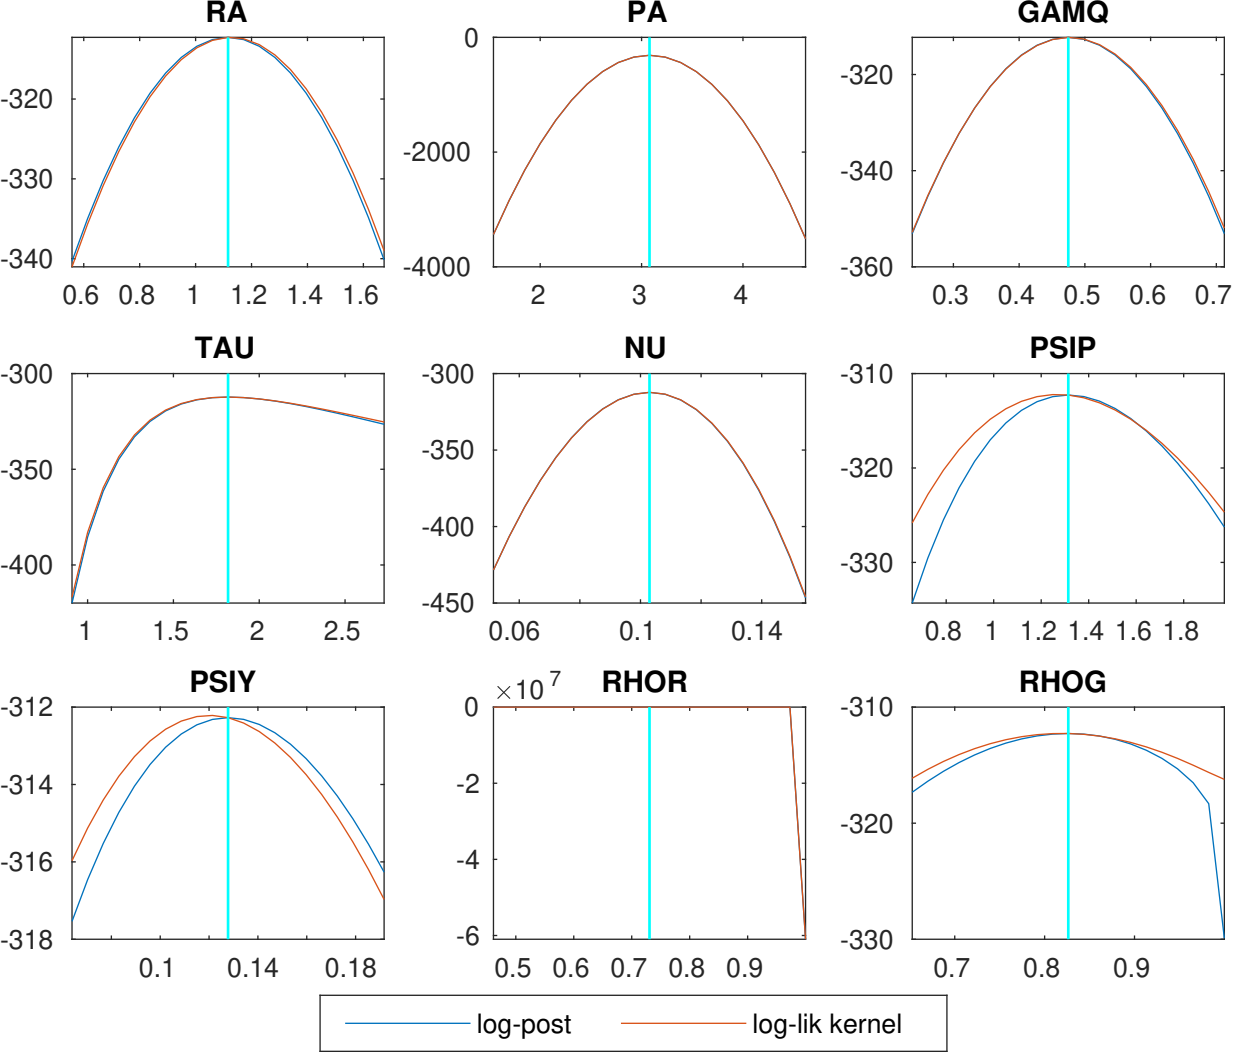 RA PA GAMQ
-320
-330
-340
0.6 0.8 1 1.2 1.4 1.6
0
-2000
-4000
2 3 4
-320
-340
-360
0.3 0.4 0.5 0.6 0.7
TAU NU PSIP
-300
-350
-400
1 1.5 2 2.5
-300
-350
-400
-450
0.06 0.1 0.14
-310
-320
-330
0.8 1 1.2 1.4 1.6 1.8
PSIY RHOR RHOG
-312
-314
-316
-318
0.1 0.14 0.18
×10^7
0
-2
-4
-6
0.5 0.6 0.7 0.8 0.9
-310
-320
-330
0.7 0.8 0.9
log-post log-lik kernel